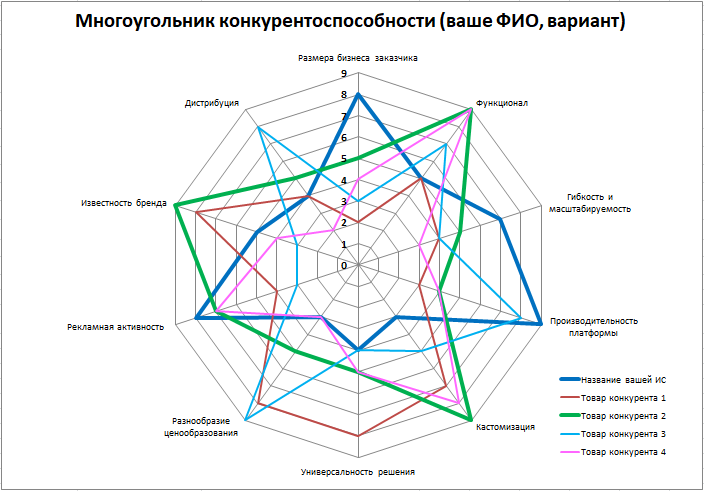 Многоугольник конкурентоспособности (ваше ФИО, вариант)
Размера бизнеса заказчика
Функционал
Гибкость и
масштабируемость
Производительность
платформы
Кастомизация
Универсальность решения
Разнообразие
ценообразования
Рекламная активность
Известность бренда
Дистрибуция
9
8
7
6
5
4
3
2
1
0
Название вашей ИС
Товар конкурента 1
Товар конкурента 2
Товар конкурента 3
Товар конкурента 4